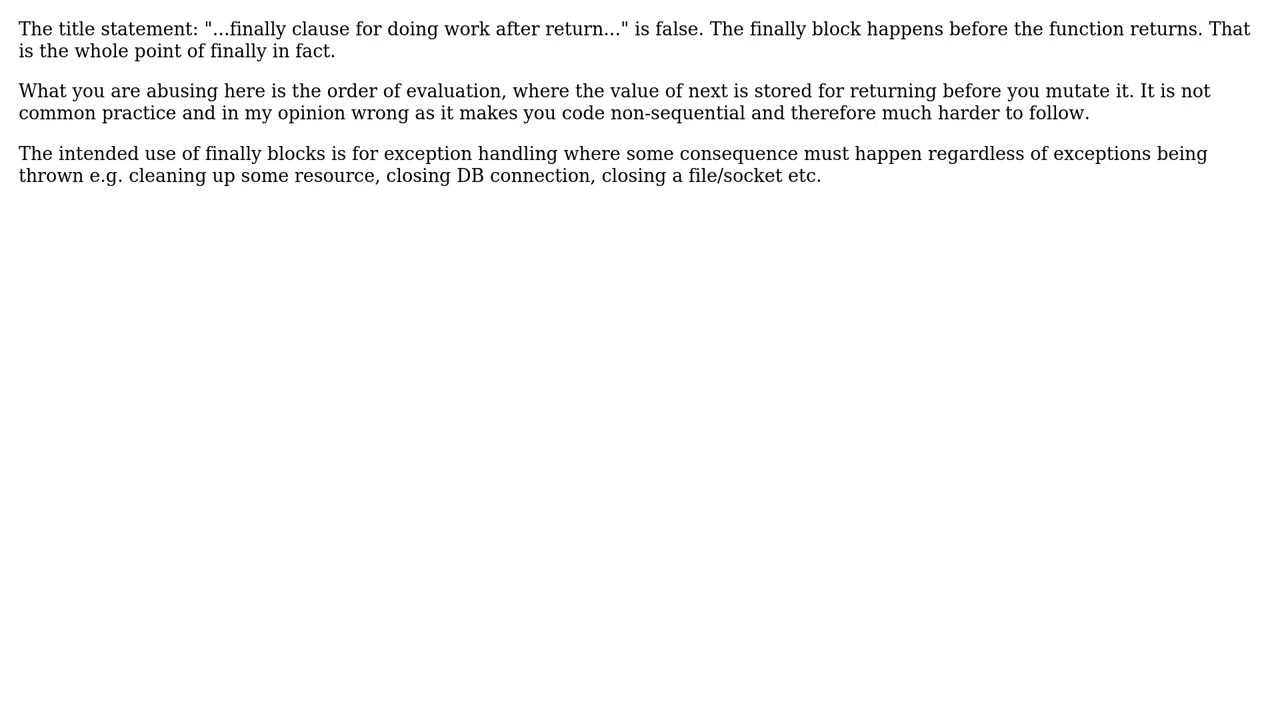 The title statement: "...finally clause for doing work after return..." is false. The finally block happens before the function returns. That
is the whole point of finally in fact.
What you are abusing here is the order of evaluation, where the value of next is stored for returning before you mutate it. It is not
common practice and in my opinion wrong as it makes you code non-sequential and therefore much harder to follow.
The intended use of finally blocks is for exception handling where some consequence must happen regardless of exceptions being
thrown e.g. cleaning up some resource, closing DB connection, closing a file/socket etc.